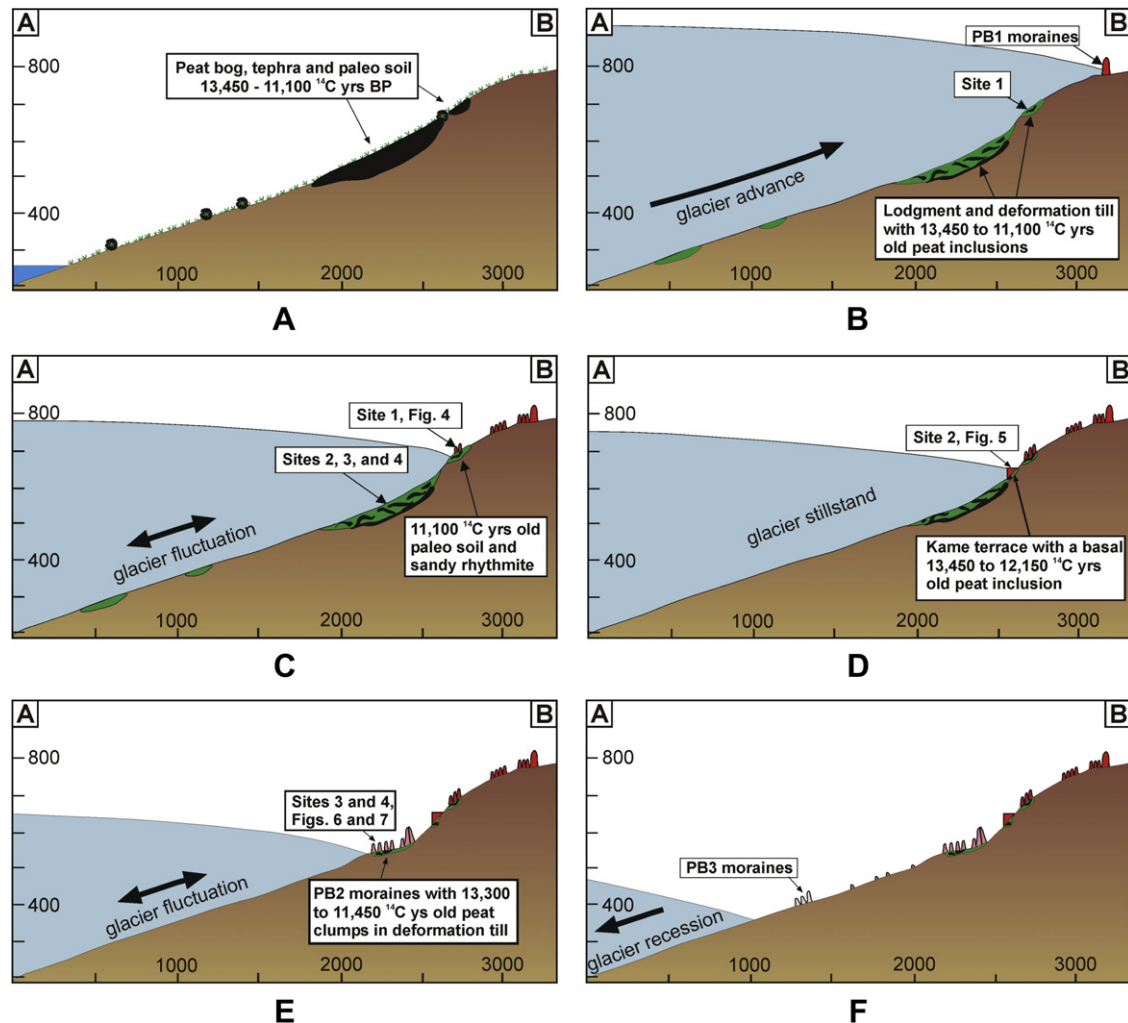 A B
Peat bog, tephra and paleo soil
13,450 - 11,100 ¹⁴C yrs BP
800
400
1000 2000 3000
A
A B
PB1 moraines
800
Site 1
glacier advance
400
Lodgment and deformation till
with 13,450 to 11,100 ¹⁴C yrs
old peat inclusions
1000 2000 3000
B
A B
800
Site 1, Fig. 4
Sites 2, 3, and 4
glacier fluctuation
11,100 ¹⁴C yrs old
paleo soil and
sandy rhythmite
400
1000 2000 3000
C
A B
800
Site 2, Fig. 5
glacier stillstand
Kame terrace with a basal
13,450 to 12,150 ¹⁴C yrs
old peat inclusion
400
1000 2000 3000
D
A B
800
Sites 3 and 4,
Figs. 6 and 7
glacier fluctuation
PB2 moraines with 13,300
to 11,450 ¹⁴C ys old peat
clumps in deformation till
400
1000 2000 3000
E
A B
800
PB3 moraines
400
glacier recession
1000 2000 3000
F